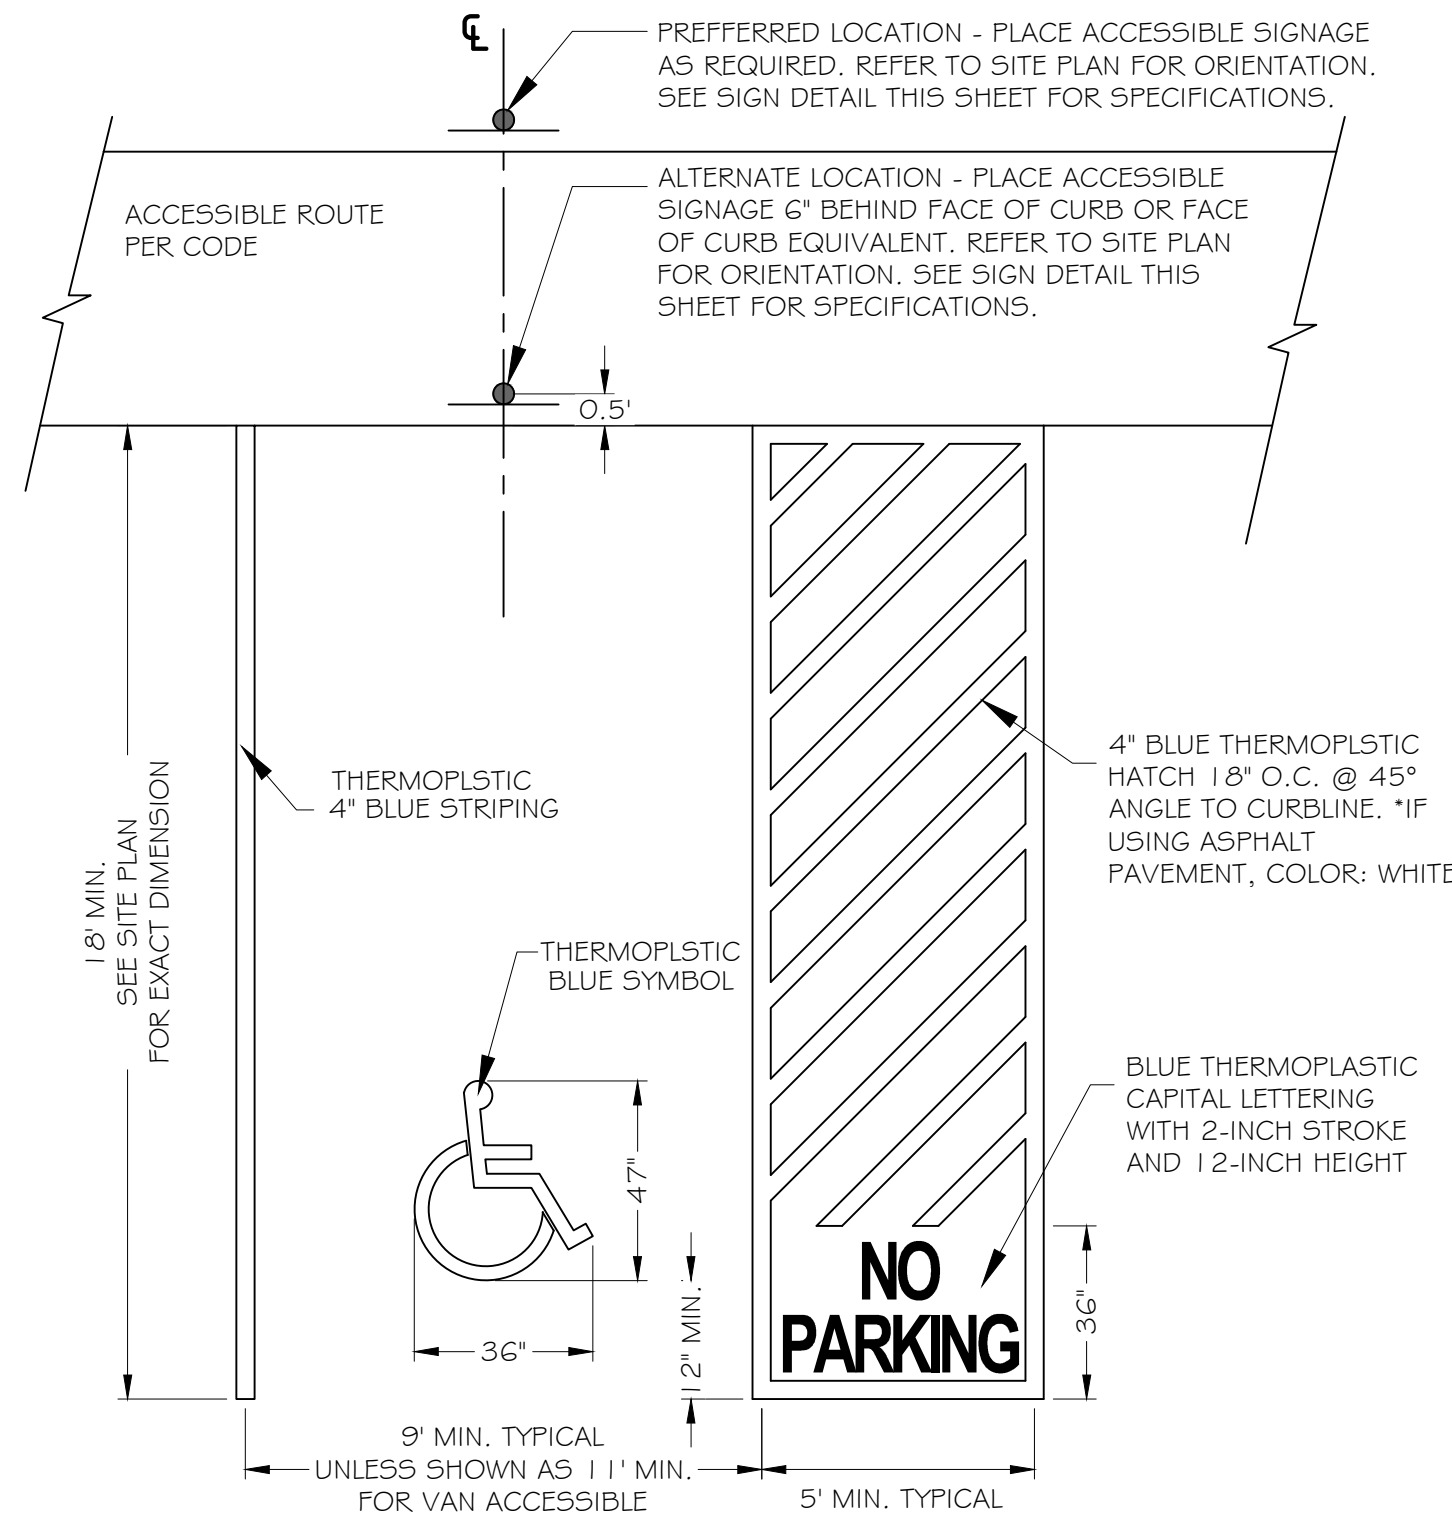 ℄
PREFFERRED LOCATION - PLACE ACCESSIBLE SIGNAGE
AS REQUIRED. REFER TO SITE PLAN FOR ORIENTATION.
SEE SIGN DETAIL THIS SHEET FOR SPECIFICATIONS.
ALTERNATE LOCATION - PLACE ACCESSIBLE
SIGNAGE 6" BEHIND FACE OF CURB OR FACE
OF CURB EQUIVALENT. REFER TO SITE PLAN
FOR ORIENTATION. SEE SIGN DETAIL THIS
SHEET FOR SPECIFICATIONS.
ACCESSIBLE ROUTE
PER CODE
0.5'
18' MIN.
SEE SITE PLAN
FOR EXACT DIMENSION
THERMOPLSTIC
4" BLUE STRIPING
4" BLUE THERMOPLSTIC
HATCH 18" O.C. @ 45°
ANGLE TO CURBLINE. *IF
USING ASPHALT
PAVEMENT, COLOR: WHITE
THERMOPLSTIC
BLUE SYMBOL
47"
36"
12" MIN.
BLUE THERMOPLASTIC
CAPITAL LETTERING
WITH 2-INCH STROKE
AND 12-INCH HEIGHT
NO
PARKING
36"
9' MIN. TYPICAL
UNLESS SHOWN AS 11' MIN.
FOR VAN ACCESSIBLE
5' MIN. TYPICAL